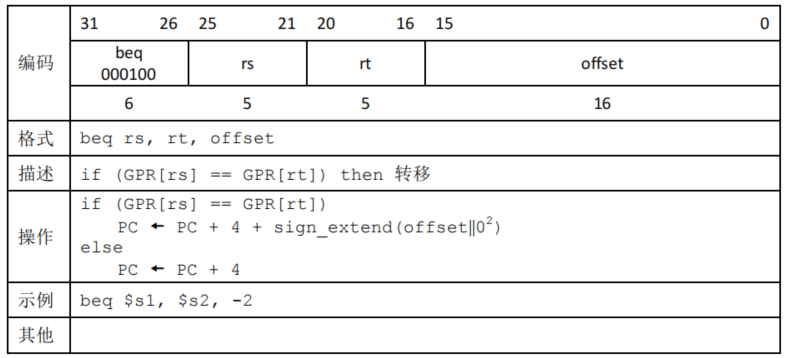 编码
31 26 25 21 20 16 15 0
beq
000100
rs
rt
offset
6 5 5 16
格式 beq rs, rt, offset
描述 if (GPR[rs] == GPR[rt]) then 转移
操作
if (GPR[rs] == GPR[rt])
PC ← PC + 4 + sign_extend(offset‖0²)
else
PC ← PC + 4
示例 beq $s1, $s2, -2
其他